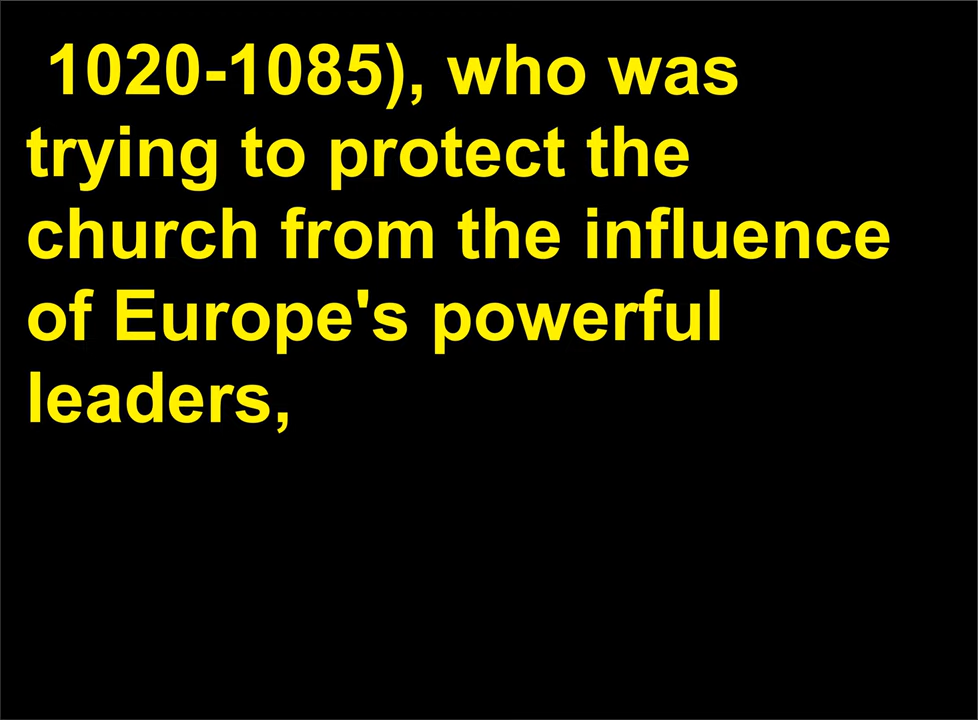 1020-1085), who was
trying to protect the
church from the influence
of Europe's powerful
leaders,